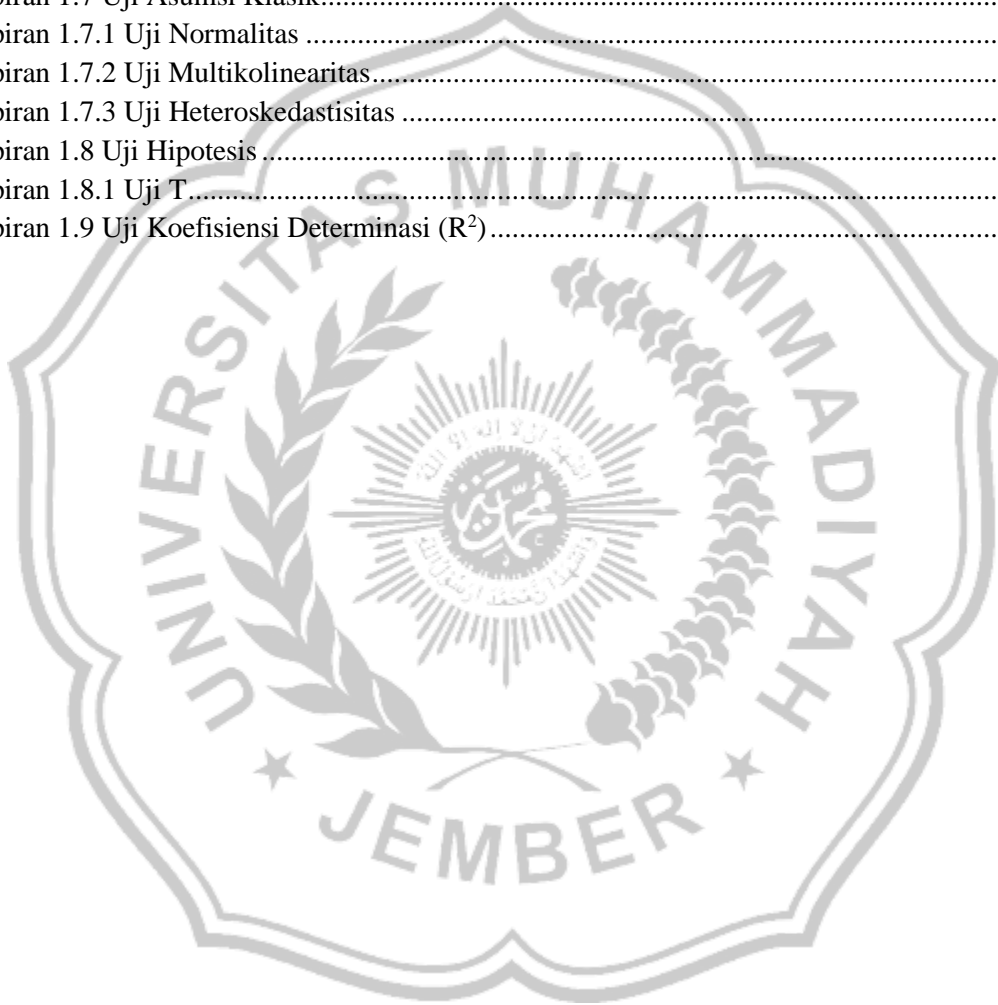 piran 1.7 Uji Asumsi Klasik
piran 1.7.1 Uji Normalitas
piran 1.7.2 Uji Multikolinearitas
piran 1.7.3 Uji Heteroskedastisitas
piran 1.8 Uji Hipotesis
piran 1.8.1 Uji T
piran 1.9 Uji Koefisiensi Determinasi (R²)
UNIVERSITAS MUHAMMADIYAH
JEMBER